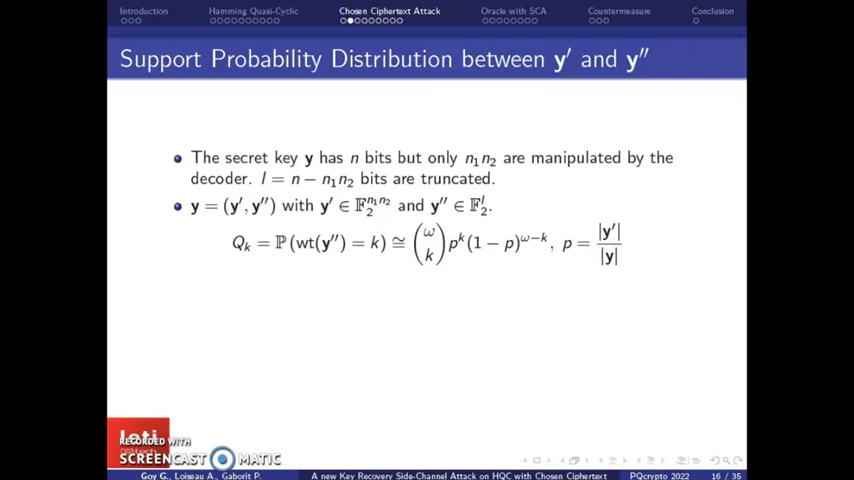 Introduction Hamming Quasi-Cyclic Chosen Ciphertext Attack Oracle with SCA Countermeasure Conclusion
Support Probability Distribution between y′ and y″
The secret key y has n bits but only n₁n₂ are manipulated by the
decoder. l = n − n₁n₂ bits are truncated.
y = (y′, y″) with y′ ∈ 𝔽₂^{n₁n₂} and y″ ∈ 𝔽₂^l.
Q_k = ℙ(wt(y″) = k) ≅ (ω k) p^k(1 − p)^{ω−k}, p = |y′| / |y|
leti
RECORDED WITH
SCREENCAST MATIC
Goy G., Loiseau A., Gaborit P. A new Key Recovery Side-Channel Attack on HQC with Chosen Ciphertext PQcrypto 2022 16 / 35